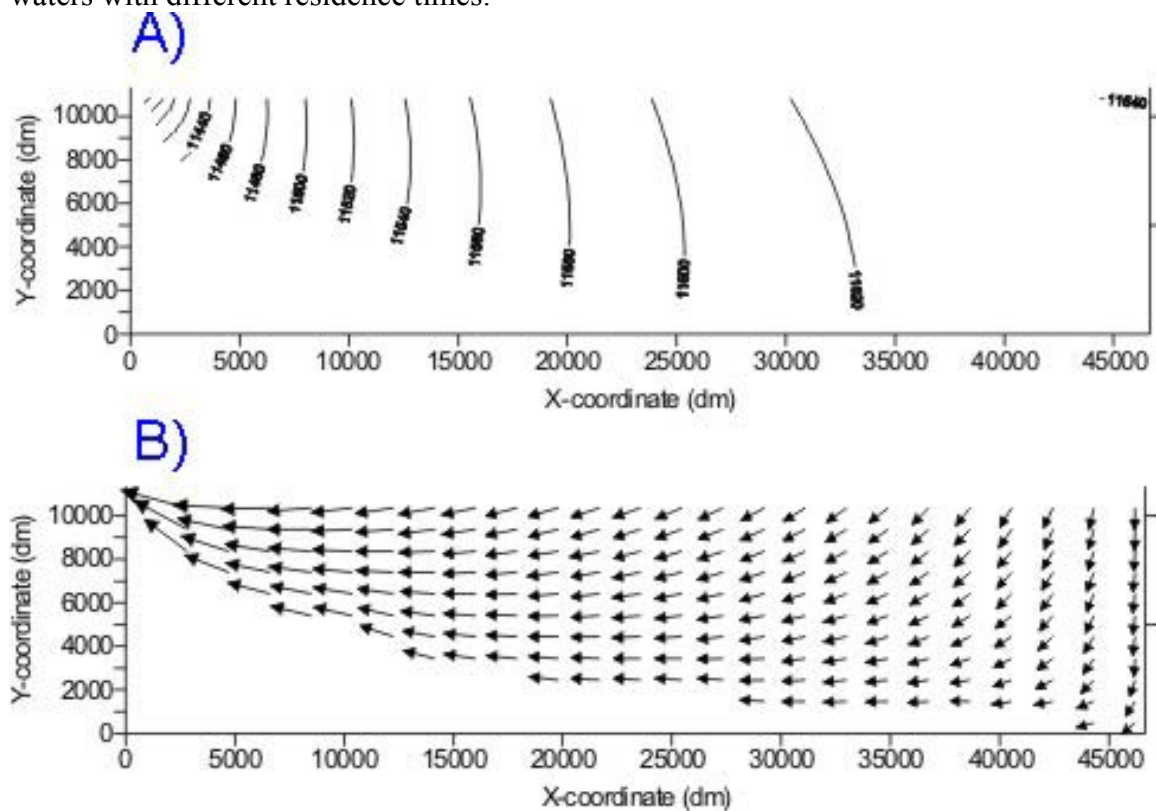 waters with different residence times.
A)
Y-coordinate (dm)
10000
8000
6000
4000
2000
0
11440
11460
11480
11500
11520
11540
11560
11580
11600
11620
11640
0 5000 10000 15000 20000 25000 30000 35000 40000 45000
X-coordinate (dm)
B)
Y-coordinate (dm)
10000
8000
6000
4000
2000
0
0 5000 10000 15000 20000 25000 30000 35000 40000 45000
X-coordinate (dm)